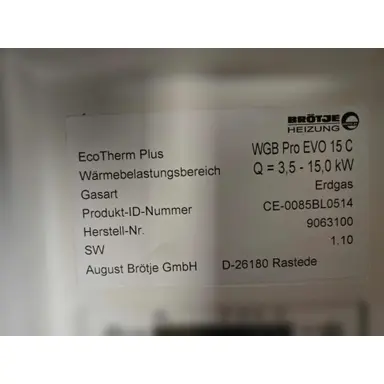 BRÖTJE
HEIZUNG
EcoTherm Plus WGB Pro EVO 15 C
Wärmebelastungsbereich Q = 3,5 - 15,0 kW
Gasart Erdgas
Produkt-ID-Nummer CE-0085BL0514
Herstell-Nr. 9063100
SW 1.10
August Brötje GmbH D-26180 Rastede